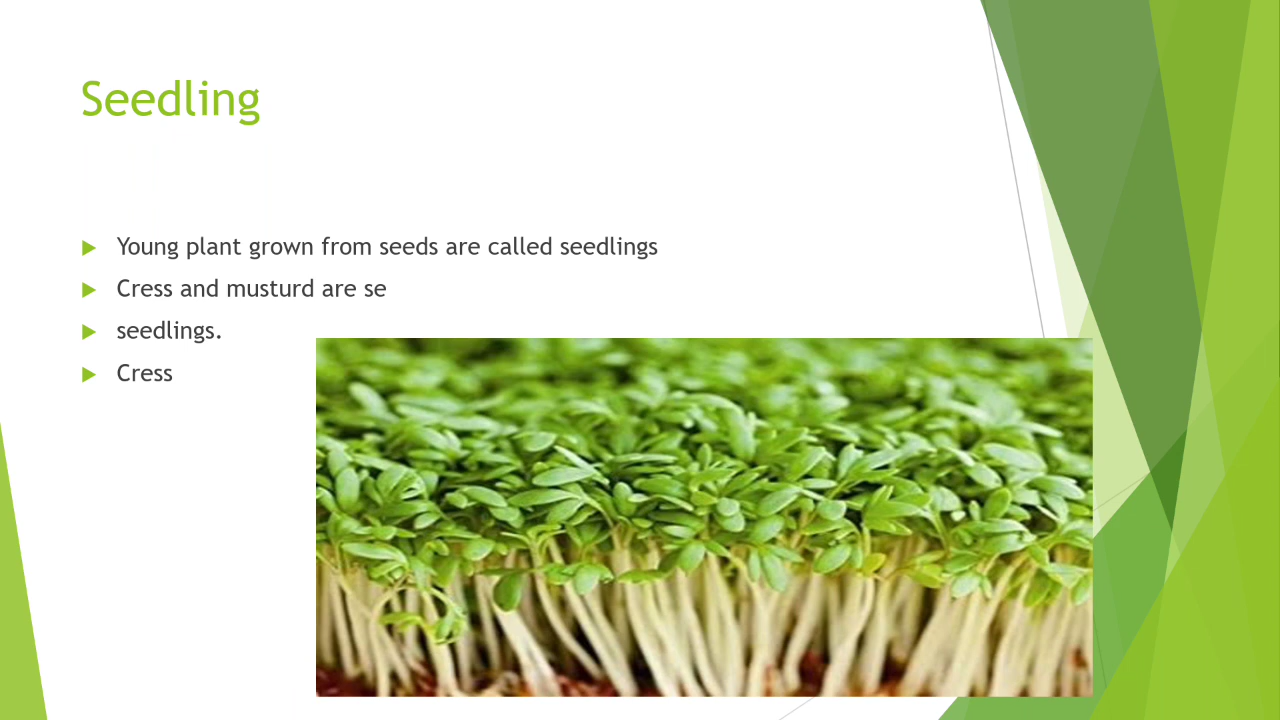 Seedling
Young plant grown from seeds are called seedlings
Cress and musturd are se
seedlings.
Cress